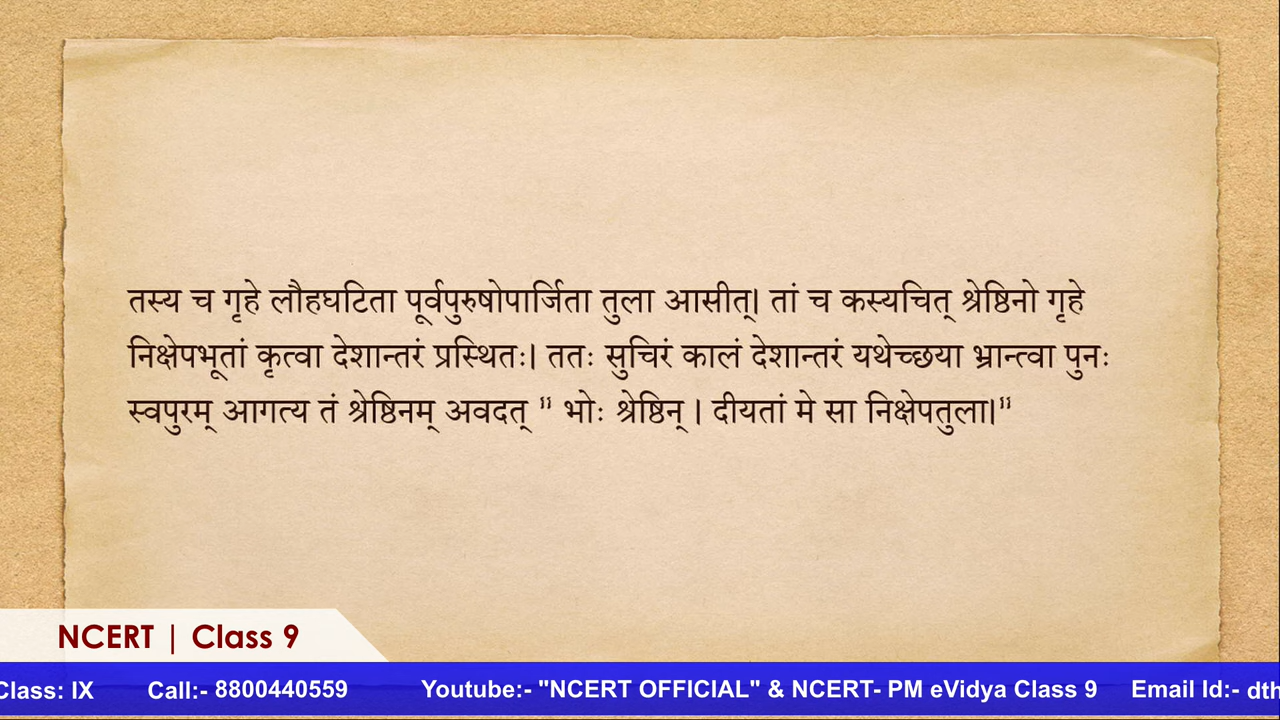 तस्य च गृहे लौहघटिता पूर्वपुरुषोपार्जिता तुला आसीत्। तां च कस्यचित् श्रेष्ठिनो गृहे
निक्षेपभूतां कृत्वा देशान्तरं प्रस्थितः। ततः सुचिरं कालं देशान्तरं यथेच्छया भ्रान्त्वा पुनः
स्वपुरम् आगत्य तं श्रेष्ठिनम् अवदत् " भोः श्रेष्ठिन् । दीयतां मे सा निक्षेपतुला।"
NCERT | Class 9
Class: IX Call:- 8800440559 Youtube:- "NCERT OFFICIAL" & NCERT- PM eVidya Class 9 Email Id:- dth